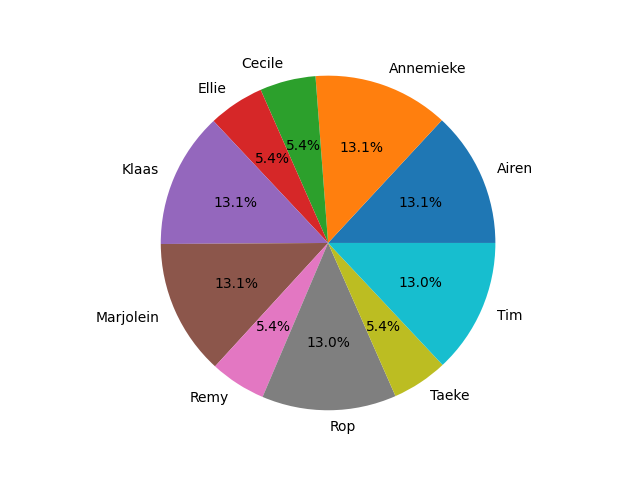 Cecile
Annemieke
Ellie
5.4%
13.1%
5.4%
Klaas
Airen
13.1%
13.1%
13.1%
13.0%
Marjolein
Tim
5.4%
5.4%
13.0%
Remy
Taeke
Rop